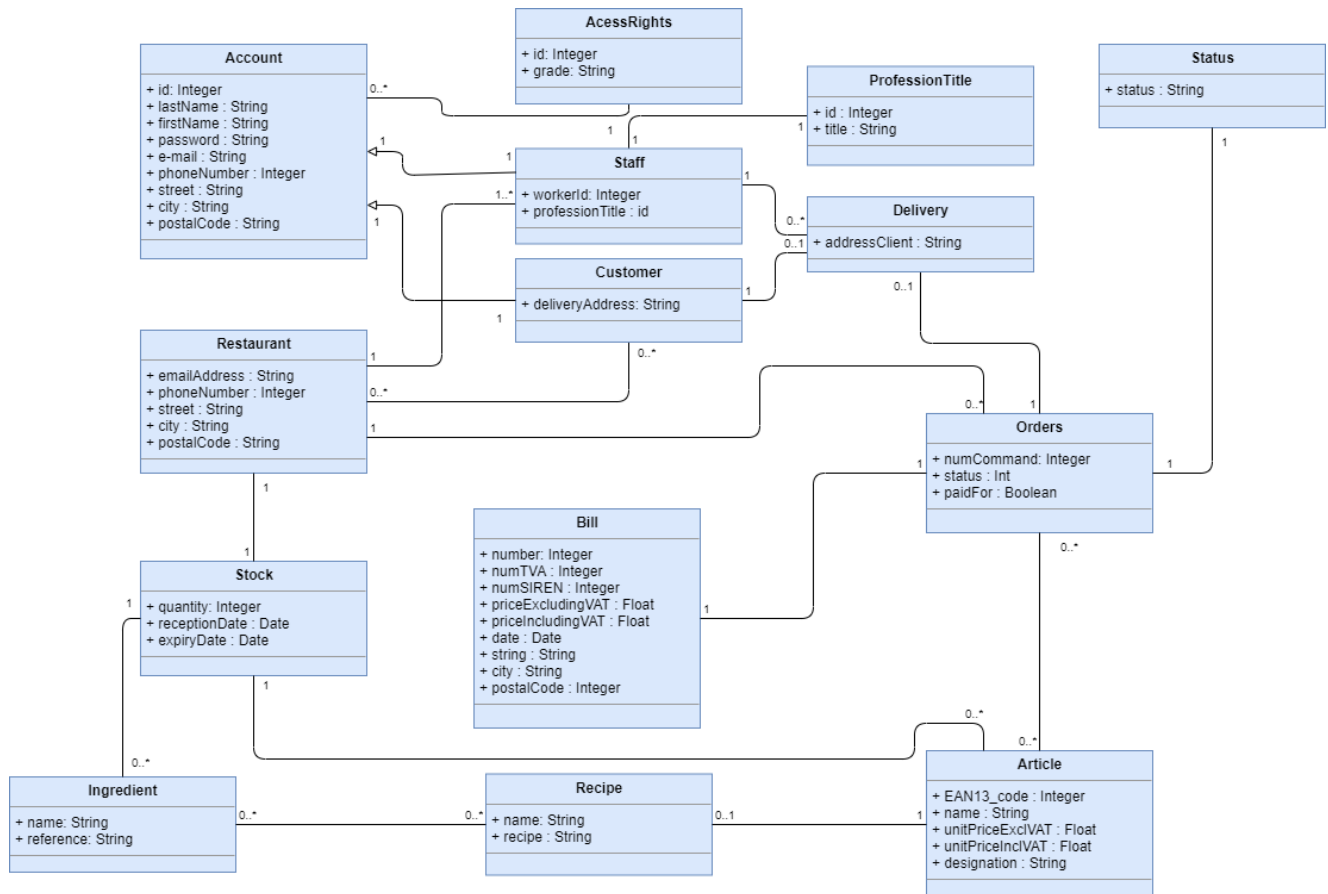 AcessRights
+ id: Integer
+ grade: String
Account
+ id: Integer
+ lastName : String
+ firstName : String
+ password : String
+ e-mail : String
+ phoneNumber : Integer
+ street : String
+ city : String
+ postalCode : String
0..*
1
1
1
1
ProfessionTitle
+ id : Integer
+ title : String
1
1
Status
+ status : String
1
Staff
+ workerId: Integer
+ professionTitle : id
1..*
1
0..*
Delivery
+ addressClient : String
0..1
0..1
Customer
+ deliveryAddress: String
1
1
0..*
Restaurant
+ emailAddress : String
+ phoneNumber : Integer
+ street : String
+ city : String
+ postalCode : String
1
0..*
1
1
0..*
1
Orders
+ numCommand: Integer
+ status : Int
+ paidFor : Boolean
1
1
0..*
Bill
+ number: Integer
+ numTVA : Integer
+ numSIREN : Integer
+ priceExcludingVAT : Float
+ priceIncludingVAT : Float
+ date : Date
+ string : String
+ city : String
+ postalCode : Integer
1
1
Stock
+ quantity: Integer
+ receptionDate : Date
+ expiryDate : Date
1
1
0..*
0..*
0..*
Article
+ EAN13_code : Integer
+ name : String
+ unitPriceExclVAT : Float
+ unitPriceInclVAT : Float
+ designation : String
1
Ingredient
+ name: String
+ reference: String
0..*
0..*
Recipe
+ name: String
+ recipe : String
0..1